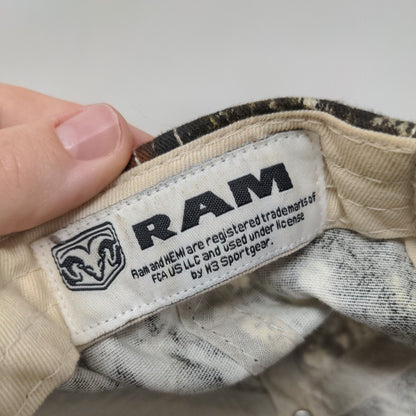 RAM
Ram and HEMI are registered trademarks of
FCA US LLC and used under license
by H3 Sportgear.